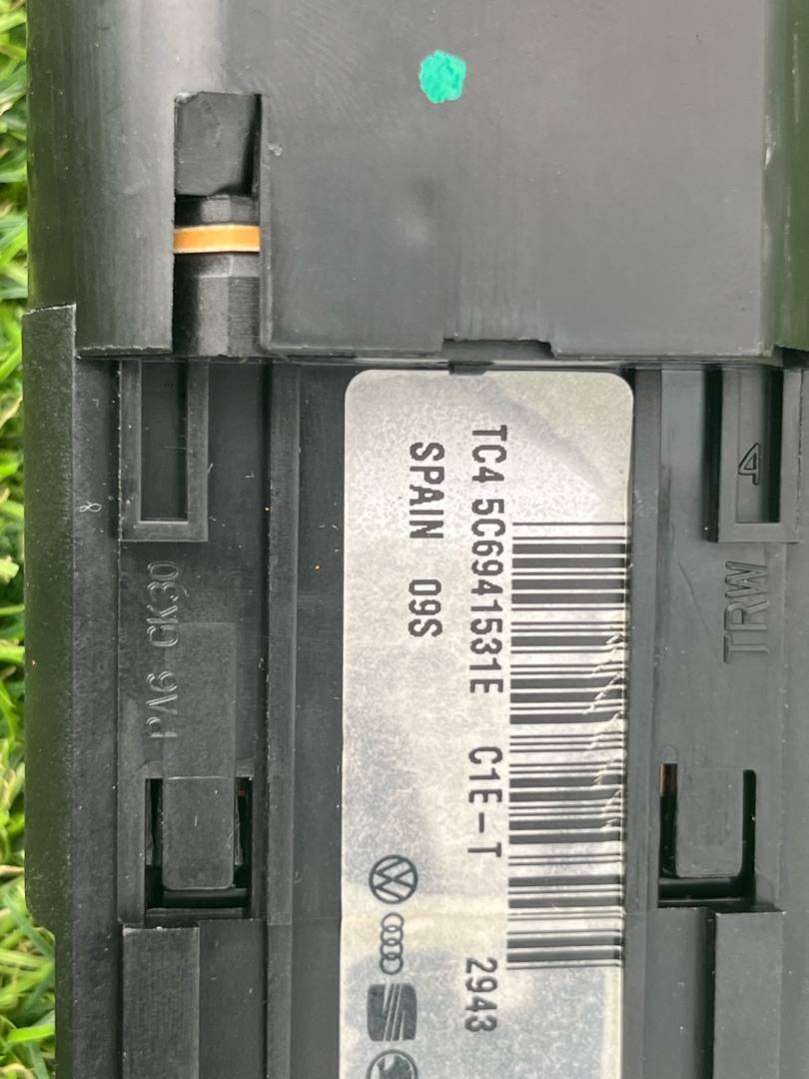 TC4 5C6941531E C1E-T 2943
SPAIN 09S
PA6 GK30
TRW
4